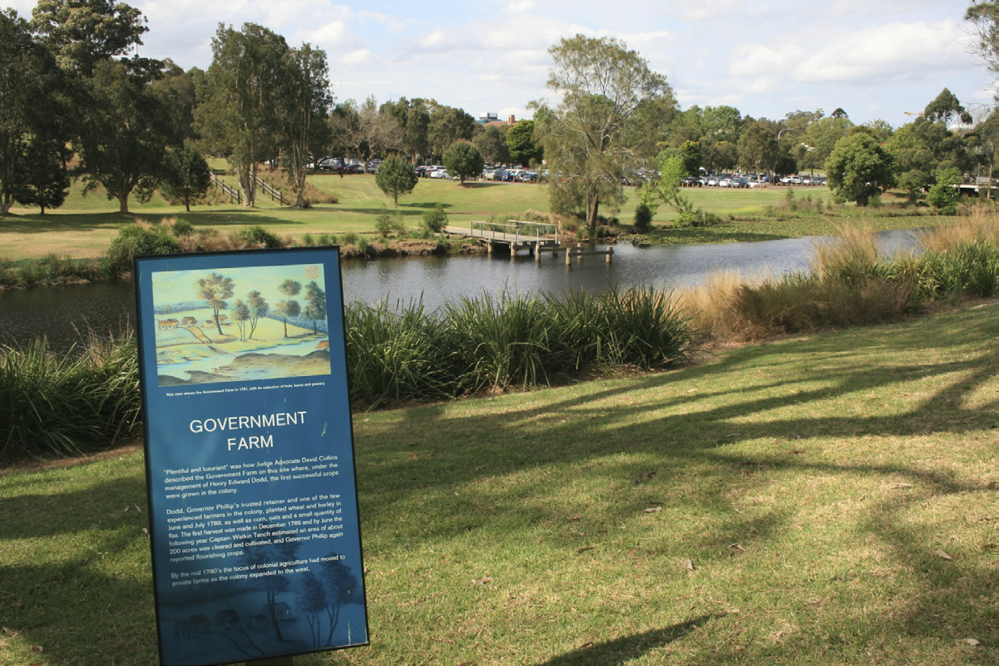 This view shows the Government Farm in 1791, with its collection of huts, barns and granary.
GOVERNMENT
FARM
"Plentiful and luxuriant" was how Judge Advocate David Collins
described the Government Farm on this site where, under the
management of Henry Edward Dodd, the first successful crops
were grown in the colony.
Dodd, Governor Phillip's trusted retainer and one of the few
experienced farmers in the colony, planted wheat and barley in
June and July 1789, as well as corn, oats and a small quantity of
flax. The first harvest was made in December 1789 and by June the
following year Captain Watkin Tench estimated an area of about
200 acres was cleared and cultivated, and Governor Phillip again
reported flourishing crops.
By the mid 1790's the focus of colonial agriculture had moved to
private farms as the colony expanded to the west.